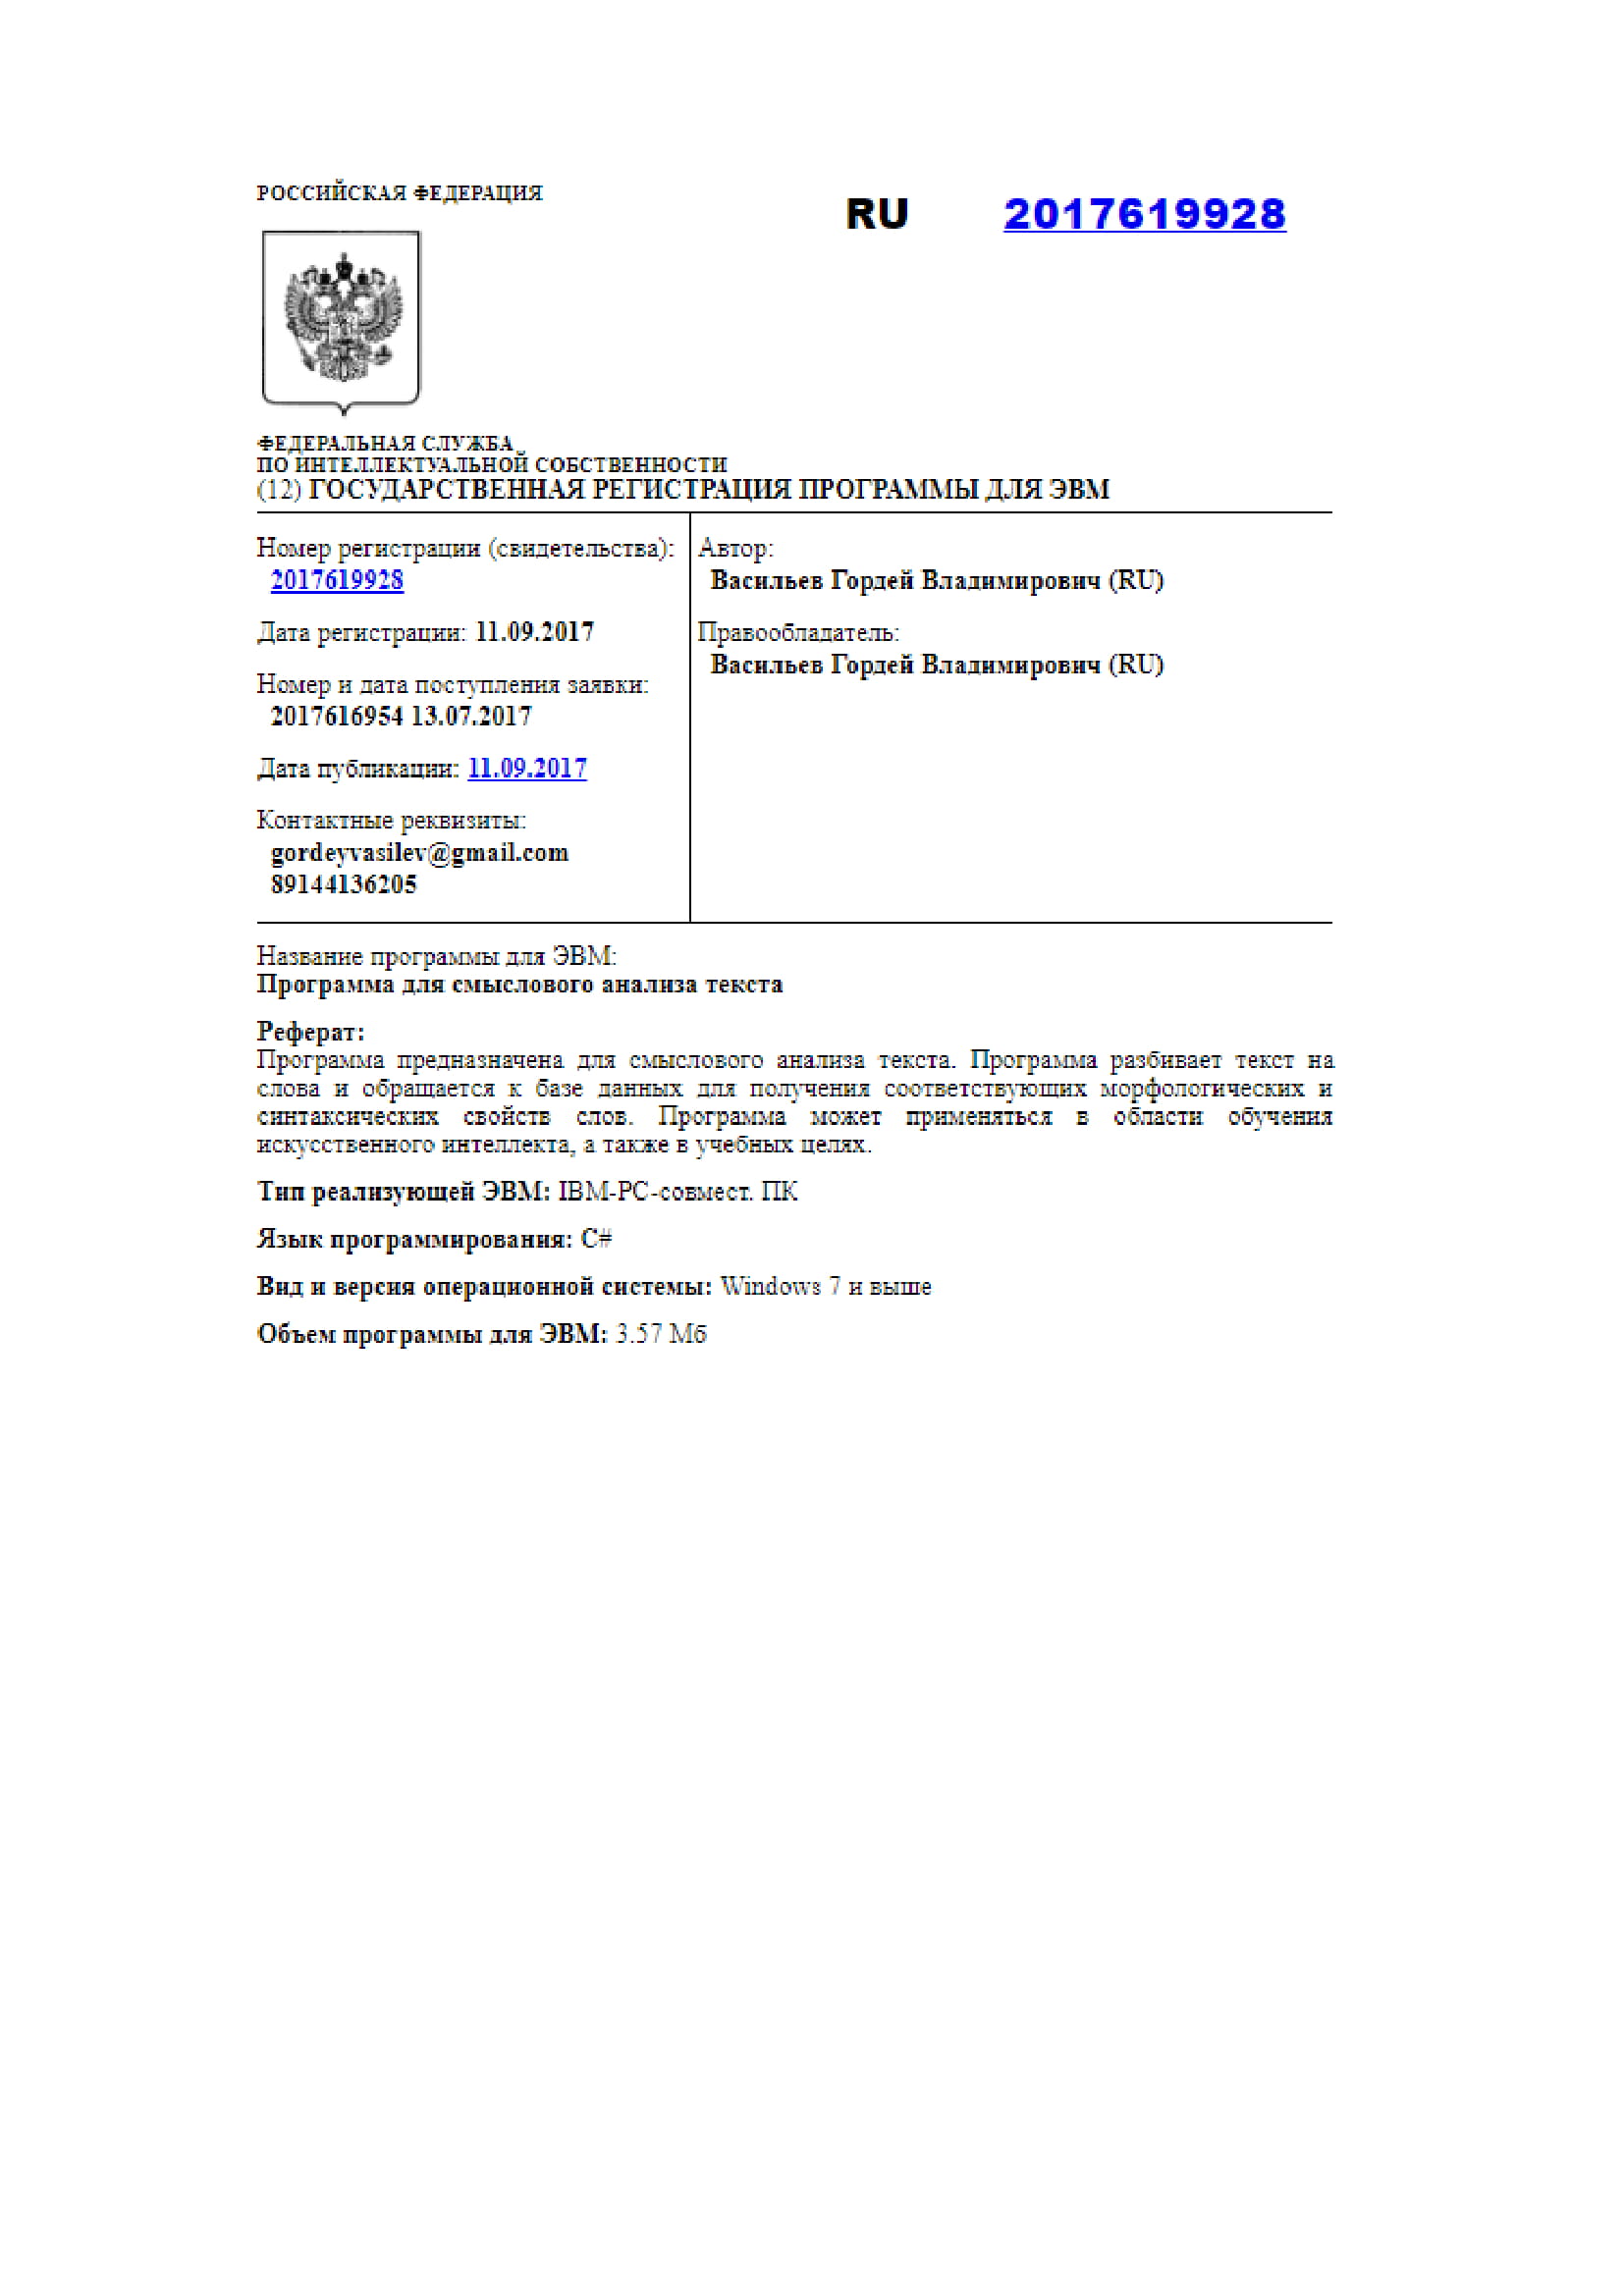 РОССИЙСКАЯ ФЕДЕРАЦИЯ
RU 2017619928
ФЕДЕРАЛЬНАЯ СЛУЖБА
ПО ИНТЕЛЛЕКТУАЛЬНОЙ СОБСТВЕННОСТИ
(12) ГОСУДАРСТВЕННАЯ РЕГИСТРАЦИЯ ПРОГРАММЫ ДЛЯ ЭВМ
Номер регистрации (свидетельства):
2017619928
Дата регистрации: 11.09.2017
Номер и дата поступления заявки:
2017616954 13.07.2017
Дата публикации: 11.09.2017
Контактные реквизиты:
gordeyvasilev@gmail.com
89144136205
Автор:
Васильев Гордей Владимирович (RU)
Правообладатель:
Васильев Гордей Владимирович (RU)
Название программы для ЭВМ:
Программа для смыслового анализа текста
Реферат:
Программа предназначена для смыслового анализа текста. Программа разбивает текст на
слова и обращается к базе данных для получения соответствующих морфологических и
синтаксических свойств слов. Программа может применяться в области обучения
искусственного интеллекта, а также в учебных целях.
Тип реализующей ЭВМ: IBM-PC-совмест. ПК
Язык программирования: C#
Вид и версия операционной системы: Windows 7 и выше
Объем программы для ЭВМ: 3.57 Мб